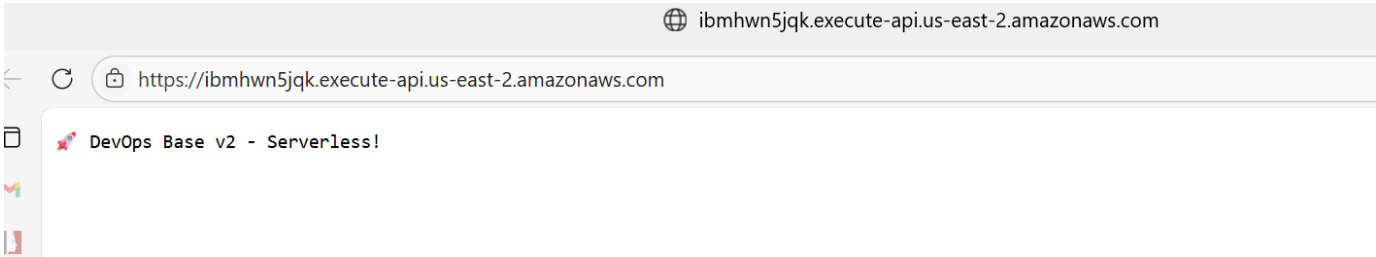 ibmhwn5jqk.execute-api.us-east-2.amazonaws.com
https://ibmhwn5jqk.execute-api.us-east-2.amazonaws.com
🚀 DevOps Base v2 - Serverless!